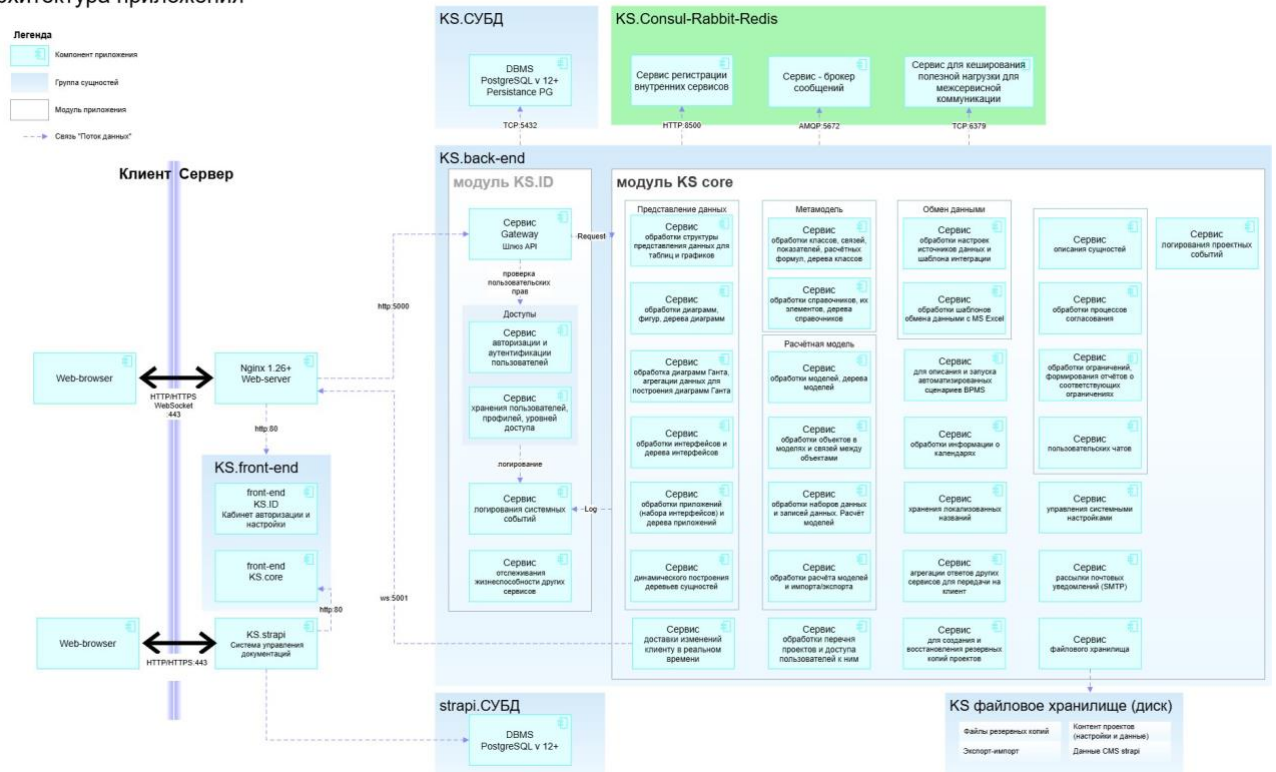 Архитектура приложения
Легенда
Компонент приложения
Группа сущностей
Модуль приложения
Связь "Поток данных"
Клиент Сервер
Web-browser
HTTP/HTTPS
WebSocket
:443
Nginx 1.26+
Web-server
http:80
http:5000
ws:5001
KS.front-end
front-end
KS.ID
Кабинет авторизации и
настройки
front-end
KS.core
http:80
Web-browser
HTTP/HTTPS:443
KS.strapi
Система управления
документаций
KS.СУБД
DBMS
PostgreSQL v 12+
Persistance PG
TCP:5432
KS.Consul-Rabbit-Redis
Сервис регистрации
внутренних сервисов
HTTP:8500
Сервис - брокер
сообщений
AMQP:5672
Сервис для кеширования
полезной нагрузки для
межсервисной
коммуникации
TCP:6379
KS.back-end
модуль KS.ID
Сервис
Gateway
Шлюз API
Request
проверка
пользовательских
прав
Доступы
Сервис
авторизации и
аутентификации
пользователей
Сервис
хранения пользователей,
профилей, уровней
доступа
логирование
Сервис
логирования системных
событий
Log
Сервис
отслеживания
жизнеспособности других
сервисов
модуль KS core
Представление данных
Сервис
обработки структуры
представления данных для
таблиц и графиков
Сервис
обработки диаграмм,
фигур, дерева диаграмм
Сервис
обработка диаграмм Ганта,
агрегации данных для
построения диаграмм Ганта
Сервис
обработки интерфейсов и
дерева интерфейсов
Сервис
обработки приложений
(набора интерфейсов) и
дерева приложений
Сервис
динамического построения
деревьев сущностей
Сервис
доставки изменений
клиенту в реальном
времени
Метамодель
Сервис
обработки классов, связей,
показателей, расчётных
формул, дерева классов
Сервис
обработки справочников, их
элементов, дерева
справочников
Расчётная модель
Сервис
обработки моделей, дерева
моделей
Сервис
обработки объектов в
моделях и связей между
объектами
Сервис
обработки наборов данных
и записей данных. Расчёт
моделей
Сервис
обработки расчёта моделей
и импорта/экспорта
Сервис
обработки перечня
проектов и доступа
пользователей к ним
Обмен данными
Сервис
обработки настроек
источников данных и
шаблона интеграции
Сервис
обработки шаблонов
обмена данными с MS Excel
Сервис
для описания и запуска
автоматизированных
сценариев BPMS
Сервис
обработки информации о
календарях
Сервис
хранения локализованных
названий
Сервис
агрегации ответов других
сервисов для передачи на
клиент
Сервис
для создания и
восстановления резервных
копий проектов
Сервис
описания сущностей
Сервис
обработки процессов
согласования
Сервис
обработки ограничений,
формирования отчётов о
соответствующих
ограничениях
Сервис
пользовательских чатов
Сервис
управления системными
настройками
Сервис
рассылки почтовых
уведомлений (SMTP)
Сервис
файлового хранилища
Сервис
логирования проектных
событий
strapi.СУБД
DBMS
PostgreSQL v 12+
KS файловое хранилище (диск)
Файлы резервных копий
Контент проектов
(настройки и данные)
Экспорт-импорт
Данные CMS strapi